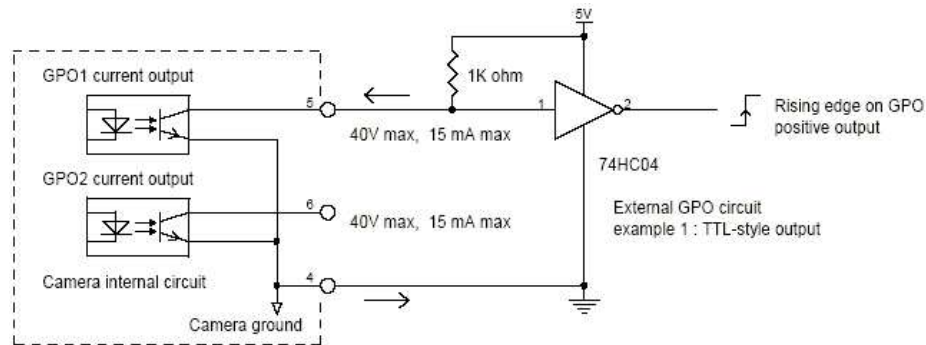 5V
GPO1 current output
1K ohm
5
1
2
Rising edge on GPO
positive output
40V max, 15 mA max
74HC04
GPO2 current output
6
40V max, 15 mA max
External GPO circuit
example 1 : TTL-style output
Camera internal circuit
4
Camera ground